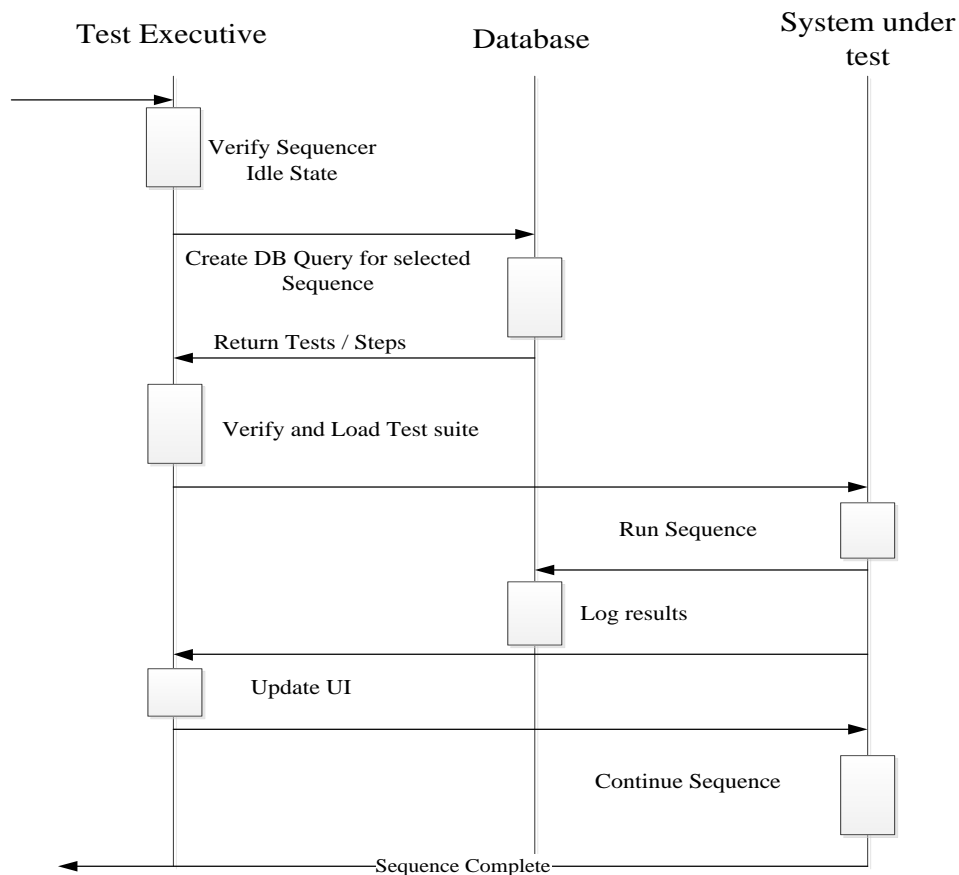 Test Executive
Database
System under
test
Verify Sequencer
Idle State
Create DB Query for selected
Sequence
Return Tests / Steps
Verify and Load Test suite
Run Sequence
Log results
Update UI
Continue Sequence
Sequence Complete